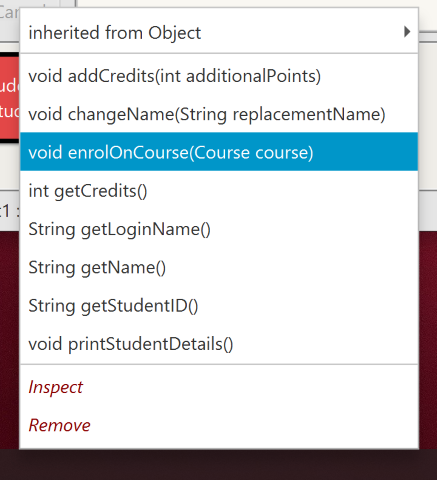 inherited from Object
void addCredits(int additionalPoints)
void changeName(String replacementName)
void enrolOnCourse(Course course)
int getCredits()
String getLoginName()
String getName()
String getStudentID()
void printStudentDetails()
Inspect
Remove